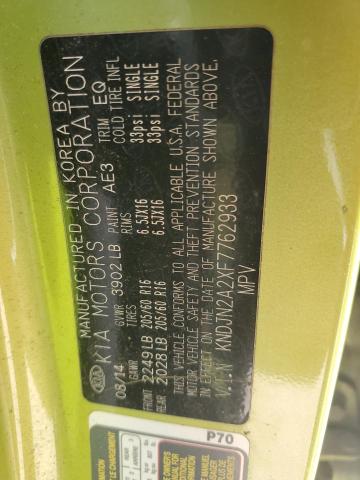 MANUFACTURED IN KOREA BY
KIA MOTORS CORPORATION
08/14 GVWR 3902LB PAINT AE3 TRIM EQ
GAWR TIRES RIMS COLD TIRE INFL
FRONT 2249LB 205/60 R16 6.5JX16 33psi SINGLE
REAR 2028LB 205/60 R16 6.5JX16 33psi SINGLE
THIS VEHICLE CONFORMS TO ALL APPLICABLE U.S.A. FEDERAL
MOTOR VEHICLE SAFETY AND THEFT PREVENTION STANDARDS
IN EFFECT ON THE DATE OF MANUFACTURE SHOWN ABOVE.
V.I.N: KNDJN2A2XF7762933
MPV
P70